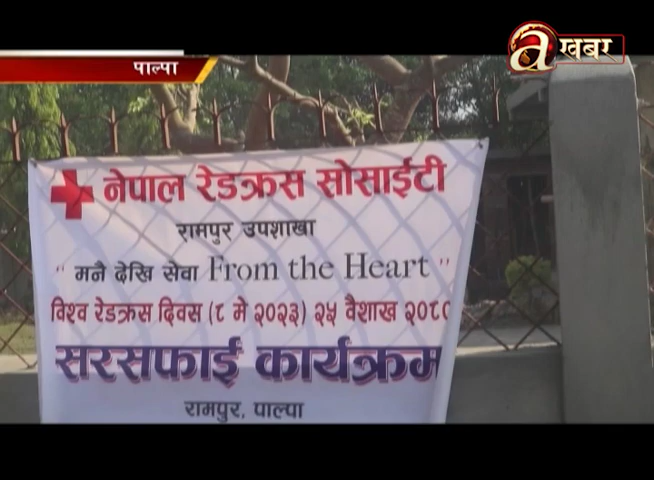 पाल्पा
a खबर
नेपाल रेडक्रस सोसाईटी
रामपुर उपशाखा
" मनै देखि सेवा From the Heart "
विश्व रेडक्रस दिवस (८ मे २०२३) २५ वैशाख २०८०
सरसफाई कार्यक्रम
रामपुर, पाल्पा